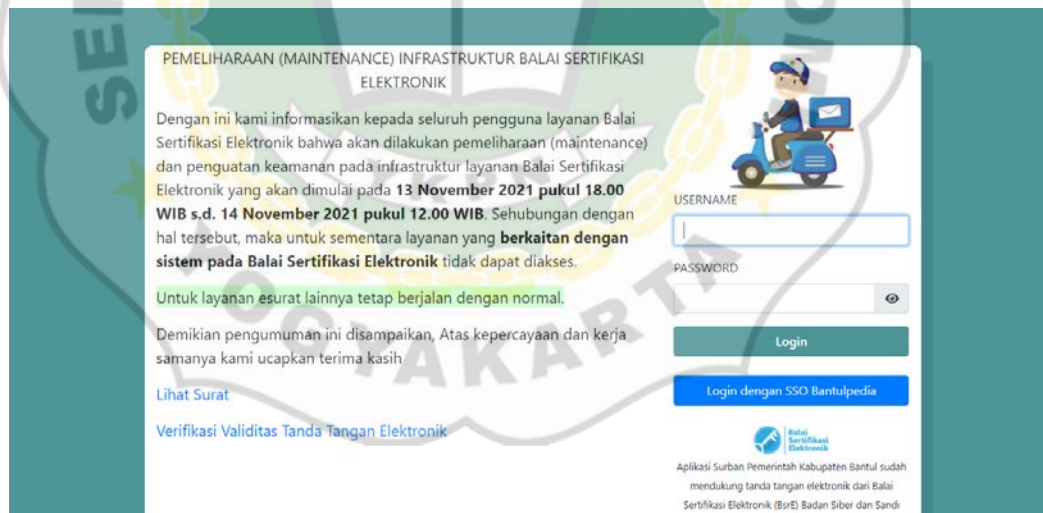 PEMELIHARAAN (MAINTENANCE) INFRASTRUKTUR BALAI SERTIFIKASI
ELEKTRONIK
Dengan ini kami informasikan kepada seluruh pengguna layanan Balai
Sertifikasi Elektronik bahwa akan dilakukan pemeliharaan (maintenance)
dan penguatan keamanan pada infrastruktur layanan Balai Sertifikasi
Elektronik yang akan dimulai pada 13 November 2021 pukul 18.00
WIB s.d. 14 November 2021 pukul 12.00 WIB. Sehubungan dengan
hal tersebut, maka untuk sementara layanan yang berkaitan dengan
sistem pada Balai Sertifikasi Elektronik tidak dapat diakses.
Untuk layanan esurat lainnya tetap berjalan dengan normal.
Demikian pengumuman ini disampaikan, Atas kepercayaan dan kerja
samanya kami ucapkan terima kasih
Lihat Surat
Verifikasi Validitas Tanda Tangan Elektronik
USERNAME
PASSWORD
Login
Login dengan SSO Bantulpedia
Balai
Sertifikasi
Elektronik
Aplikasi Surban Pemerintah Kabupaten Bantul sudah
mendukung tanda tangan elektronik dari Balai
Sertifikasi Elektronik (BsrE) Badan Siber dan Sandi
YOGYAKARTA